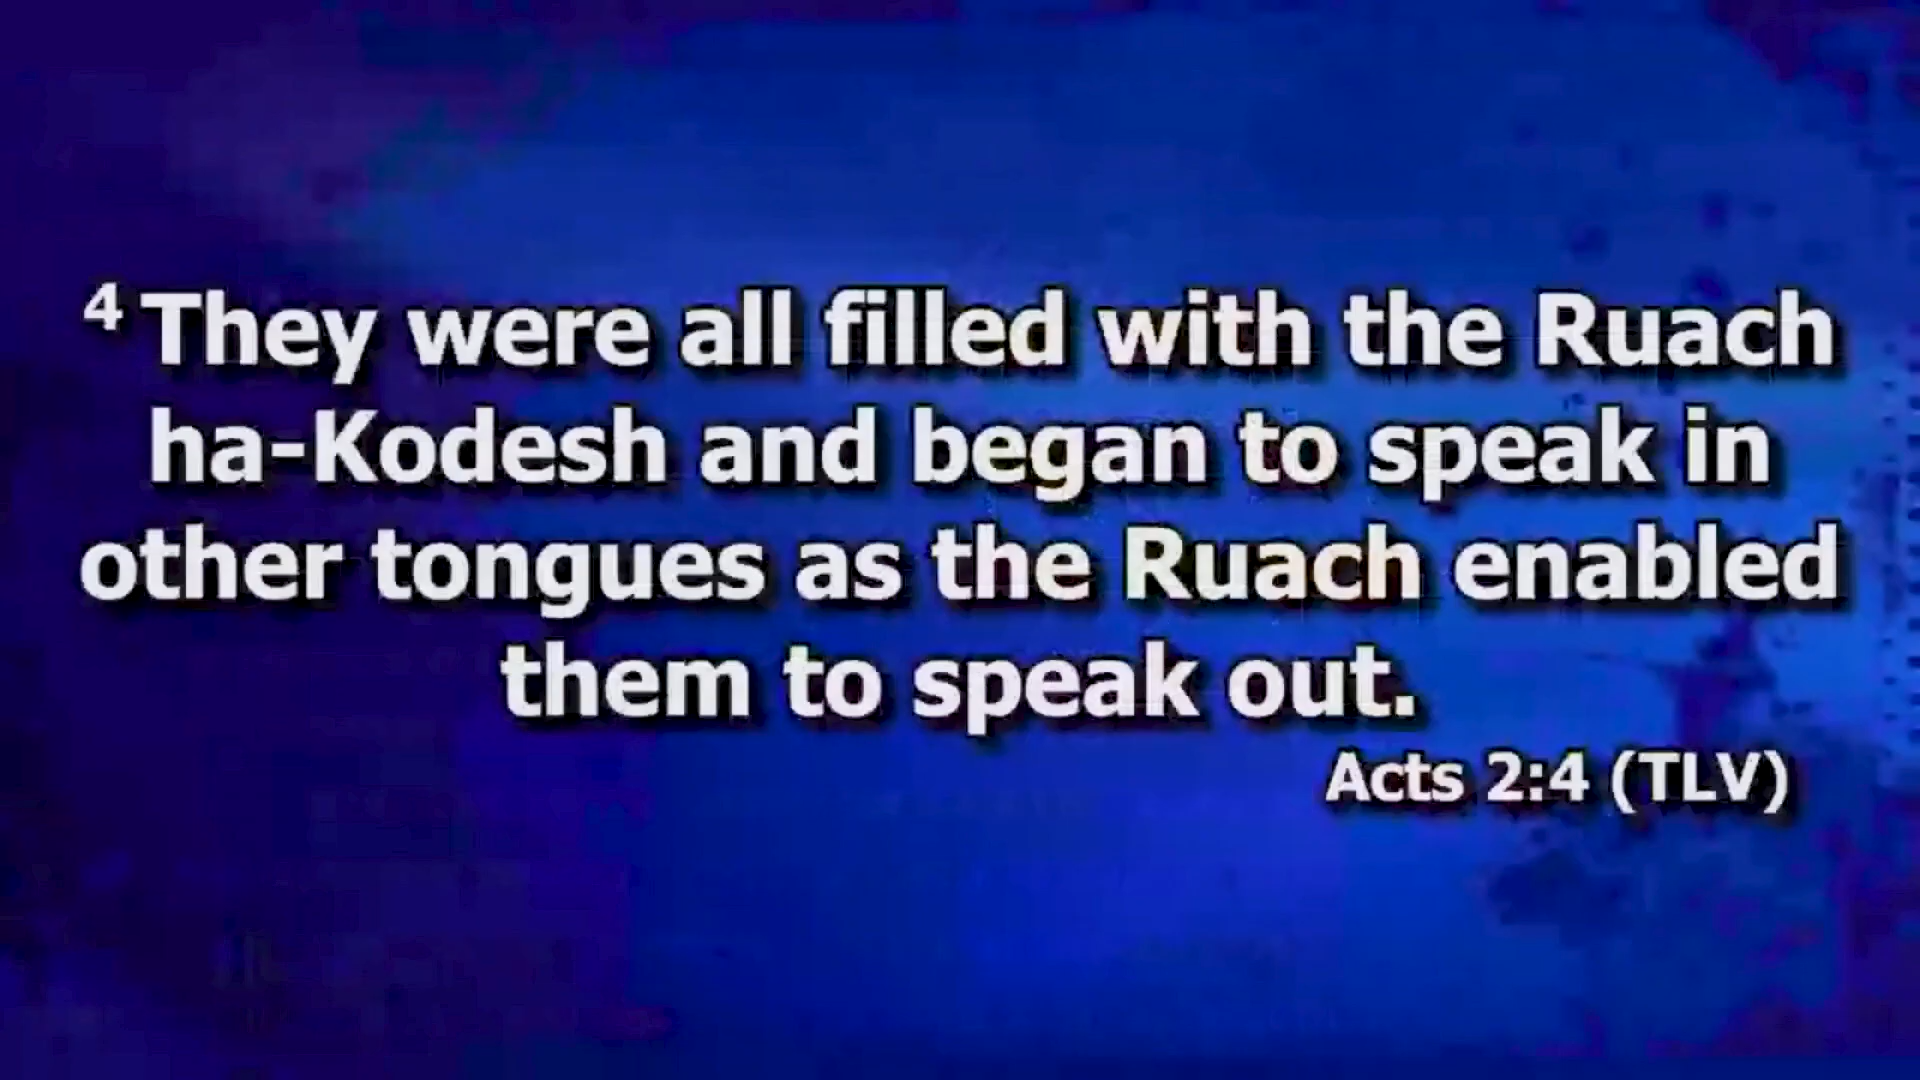 4 They were all filled with the Ruach
ha-Kodesh and began to speak in
other tongues as the Ruach enabled
them to speak out.
Acts 2:4 (TLV)